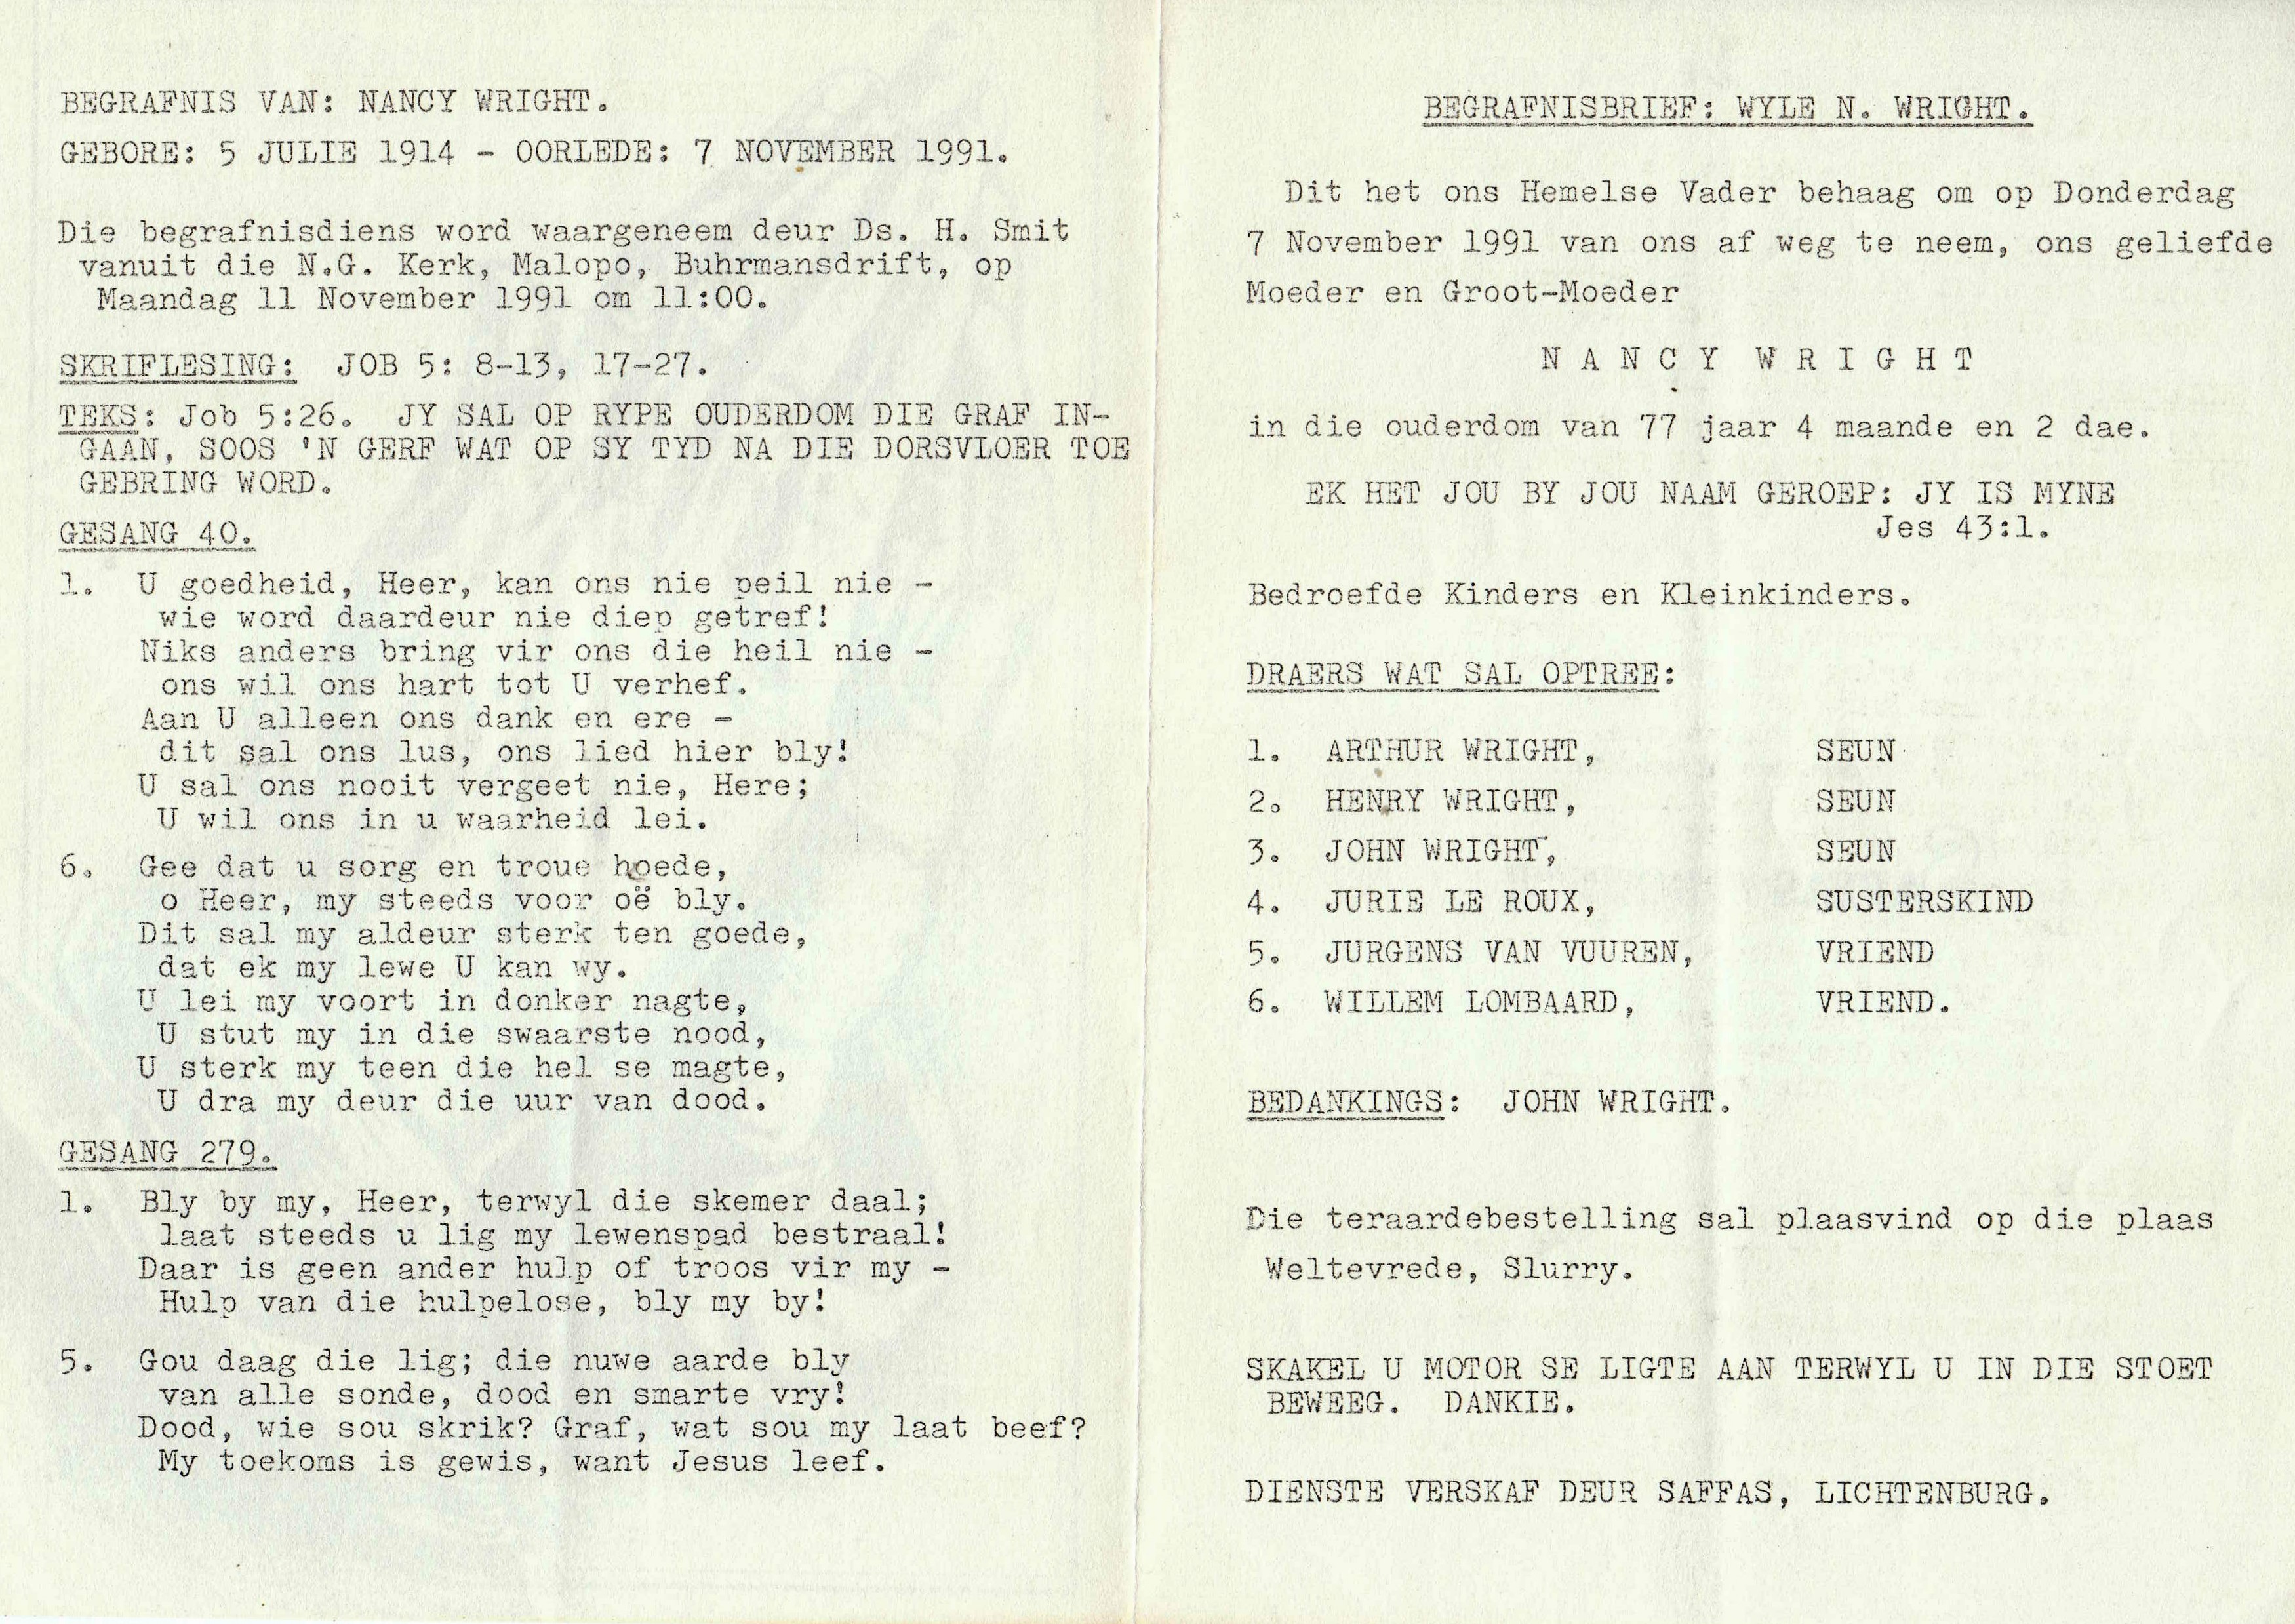 BEGRAFNIS VAN: NANCY WRIGHT.
GEBORE: 5 JULIE 1914 - OORLEDE: 7 NOVEMBER 1991.
Die begrafnisdiens word waargeneem deur Ds. H. Smit
vanuit die N.G. Kerk, Malopo, Buhrmansdrift, op
Maandag 11 November 1991 om 11:00.
SKRIFLESING: JOB 5: 8-13, 17-27.
TEKS: Job 5:26. JY SAL OP RYPE OUDERDOM DIE GRAF IN-
GAAN, SOOS 'N GERF WAT OP SY TYD NA DIE DORSVLOER TOE
GEBRING WORD.
GESANG 40.
1. U goedheid, Heer, kan ons nie peil nie -
wie word daardeur nie diep getref!
Niks anders bring vir ons die heil nie -
ons wil ons hart tot U verhef.
Aan U alleen ons dank en ere -
dit sal ons lus, ons lied hier bly!
U sal ons nooit vergeet nie, Here;
U wil ons in u waarheid lei.
6. Gee dat u sorg en troue hoede,
o Heer, my steeds voor oë bly.
Dit sal my aldeur sterk ten goede,
dat ek my lewe U kan wy.
U lei my voort in donker nagte,
U stut my in die swaarste nood,
U sterk my teen die hel se magte,
U dra my deur die uur van dood.
GESANG 279.
1. Bly by my, Heer, terwyl die skemer daal;
laat steeds u lig my lewenspad bestraal!
Daar is geen ander hulp of troos vir my -
Hulp van die hulpelose, bly my by!
5. Gou daag die lig; die nuwe aarde bly
van alle sonde, dood en smarte vry!
Dood, wie sou skrik? Graf, wat sou my laat beef?
My toekoms is gewis, want Jesus leef.
BEGRAFNISBRIEF: WYLE N. WRIGHT.
Dit het ons Hemelse Vader behaag om op Donderdag
7 November 1991 van ons af weg te neem, ons geliefde
Moeder en Groot-Moeder
N A N C Y W R I G H T
in die ouderdom van 77 jaar 4 maande en 2 dae.
EK HET JOU BY JOU NAAM GEROEP: JY IS MYNE
Jes 43:1.
Bedroefde Kinders en Kleinkinders.
DRAERS WAT SAL OPTREE:
1. ARTHUR WRIGHT, SEUN
2. HENRY WRIGHT, SEUN
3. JOHN WRIGHT, SEUN
4. JURIE LE ROUX, SUSTERSKIND
5. JURGENS VAN VUUREN, VRIEND
6. WILLEM LOMBAARD, VRIEND.
BEDANKINGS: JOHN WRIGHT.
Die teraardebestelling sal plaasvind op die plaas
Weltevrede, Slurry.
SKAKEL U MOTOR SE LIGTE AAN TERWYL U IN DIE STOET
BEWEEG. DANKIE.
DIENSTE VERSKAF DEUR SAFFAS, LICHTENBURG.